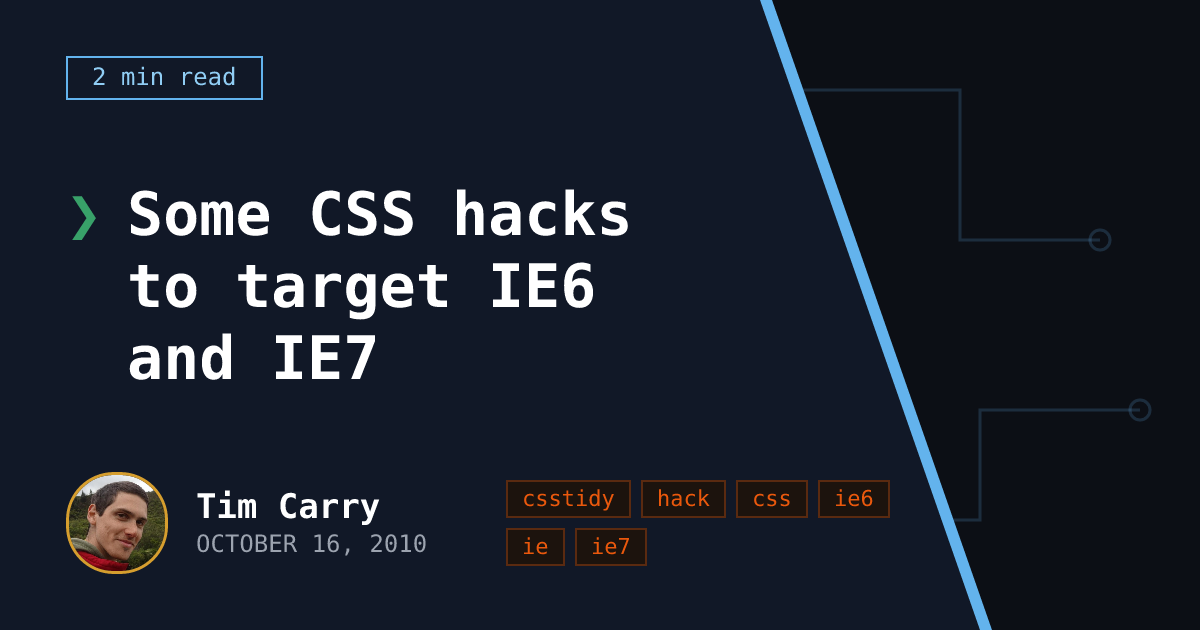 2 min read
❯ Some CSS hacks
to target IE6
and IE7
Tim Carry
OCTOBER 16, 2010
csstidy hack css ie6
ie ie7